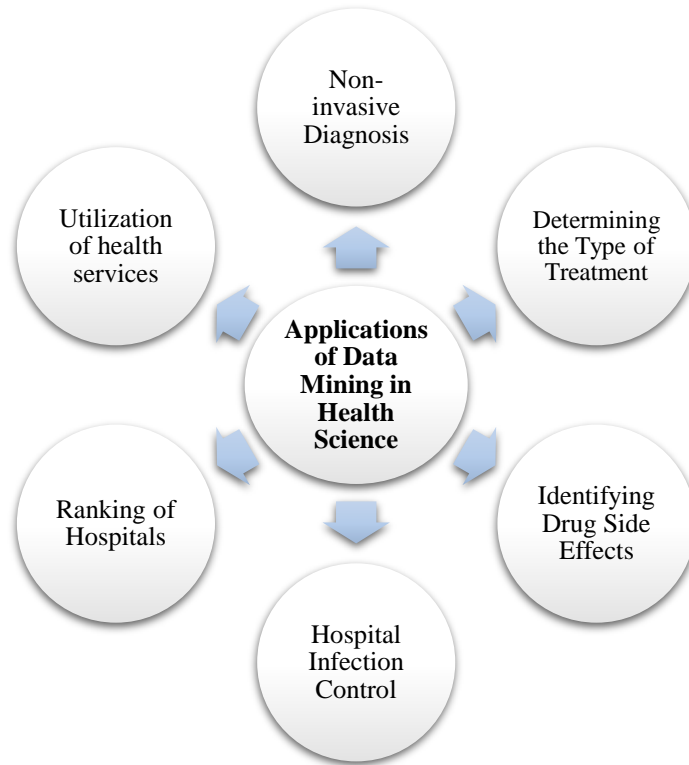 Non-
invasive
Diagnosis
Utilization
of health
services
Determining
the Type of
Treatment
Applications
of Data
Mining in
Health
Science
Ranking of
Hospitals
Identifying
Drug Side
Effects
Hospital
Infection
Control